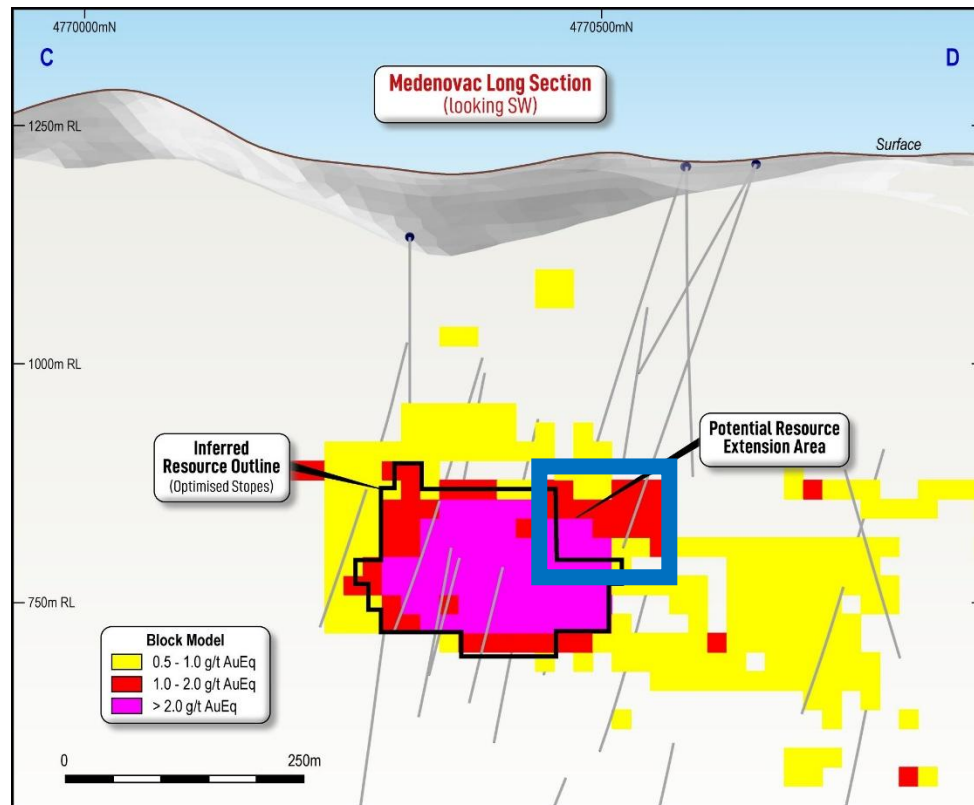 4770000mN
4770500mN
C
D
Medenovac Long Section
(looking SW)
1250m RL
Surface
1000m RL
Inferred
Resource Outline
(Optimised Stopes)
Potential Resource
Extension Area
750m RL
Block Model
0.5 - 1.0 g/t AuEq
1.0 - 2.0 g/t AuEq
> 2.0 g/t AuEq
0
250m